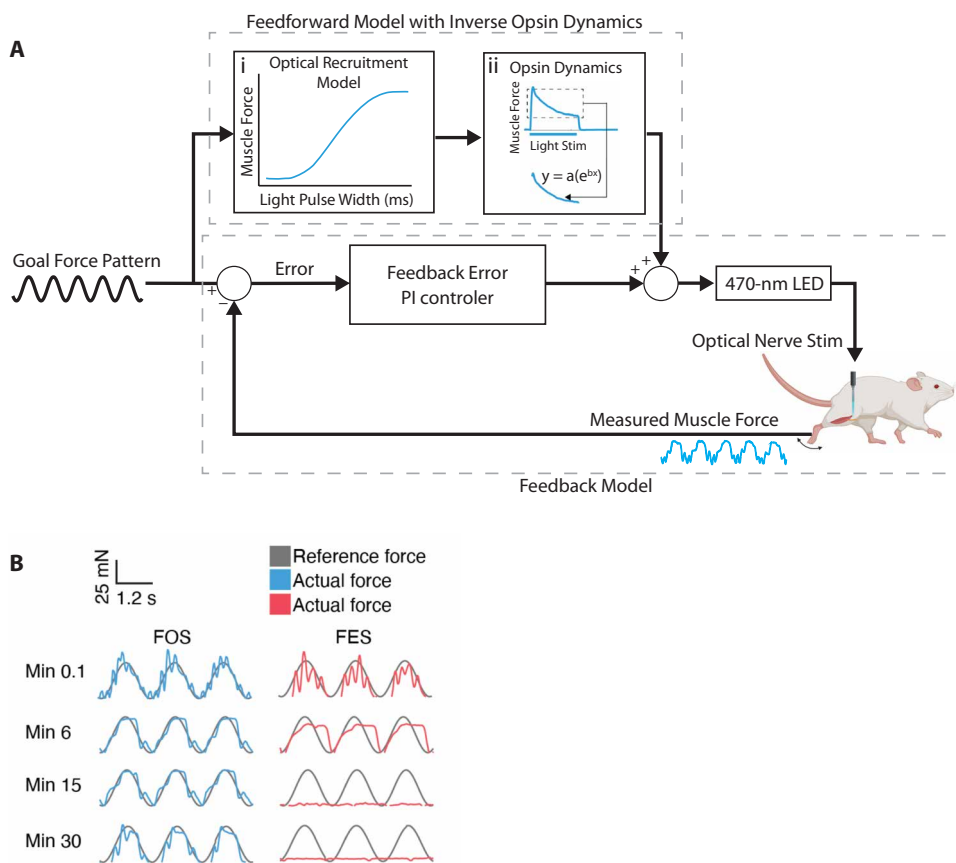 Feedforward Model with Inverse Opsin Dynamics
A
i
Optical Recruitment
Model
Muscle Force
Light Pulse Width (ms)
ii
Opsin Dynamics
Muscle Force
Light Stim
y = a(e^bx)
Goal Force Pattern
+
−
Error
Feedback Error
PI controler
+
+
470-nm LED
Optical Nerve Stim
Measured Muscle Force
Feedback Model
B
25 mN
1.2 s
Reference force
Actual force
Actual force
FOS
FES
Min 0.1
Min 6
Min 15
Min 30